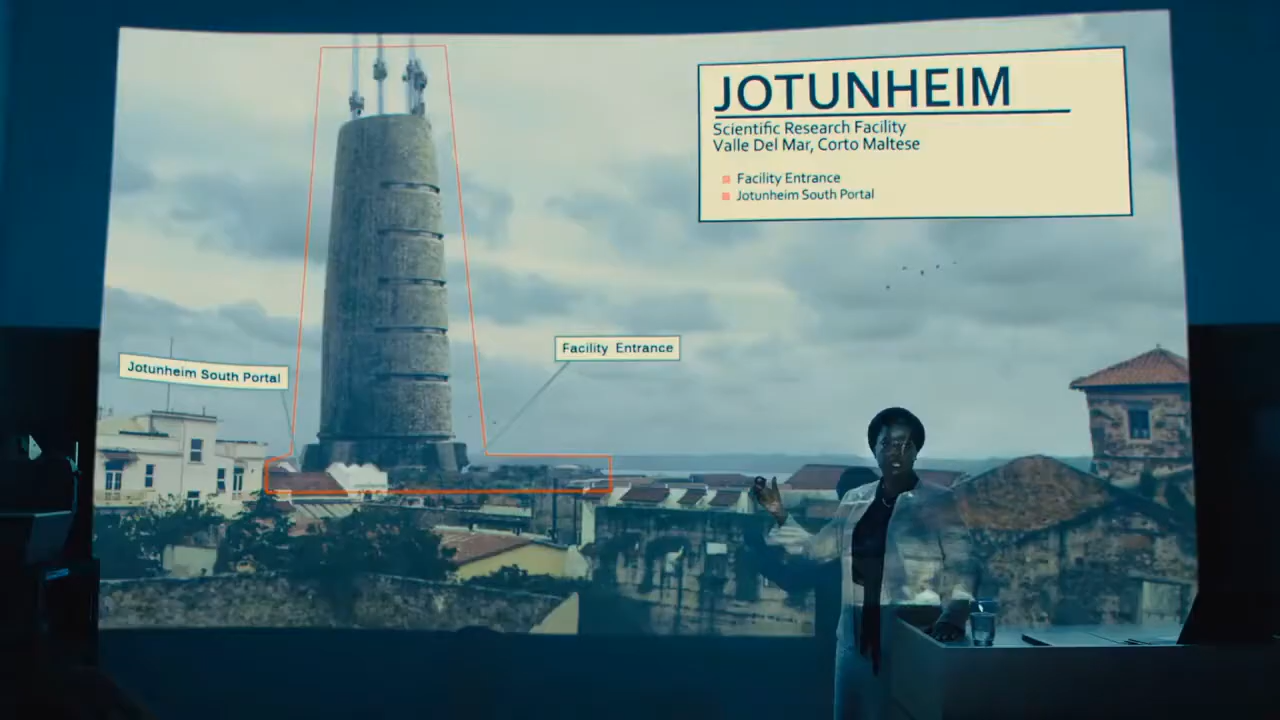 JOTUNHEIM
Scientific Research Facility
Valle Del Mar, Corto Maltese
Facility Entrance
Jotunheim South Portal
Facility Entrance
Jotunheim South Portal